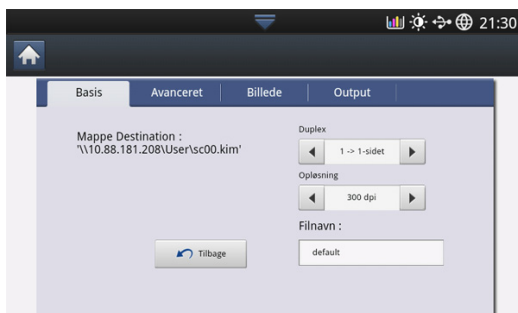 21:30
Basis Avanceret Billede Output
Mappe Destination :
'\\10.88.181.208\User\sc00.kim'
Duplex
1 -> 1-sidet
Opløsning
300 dpi
Filnavn :
default
Tilbage